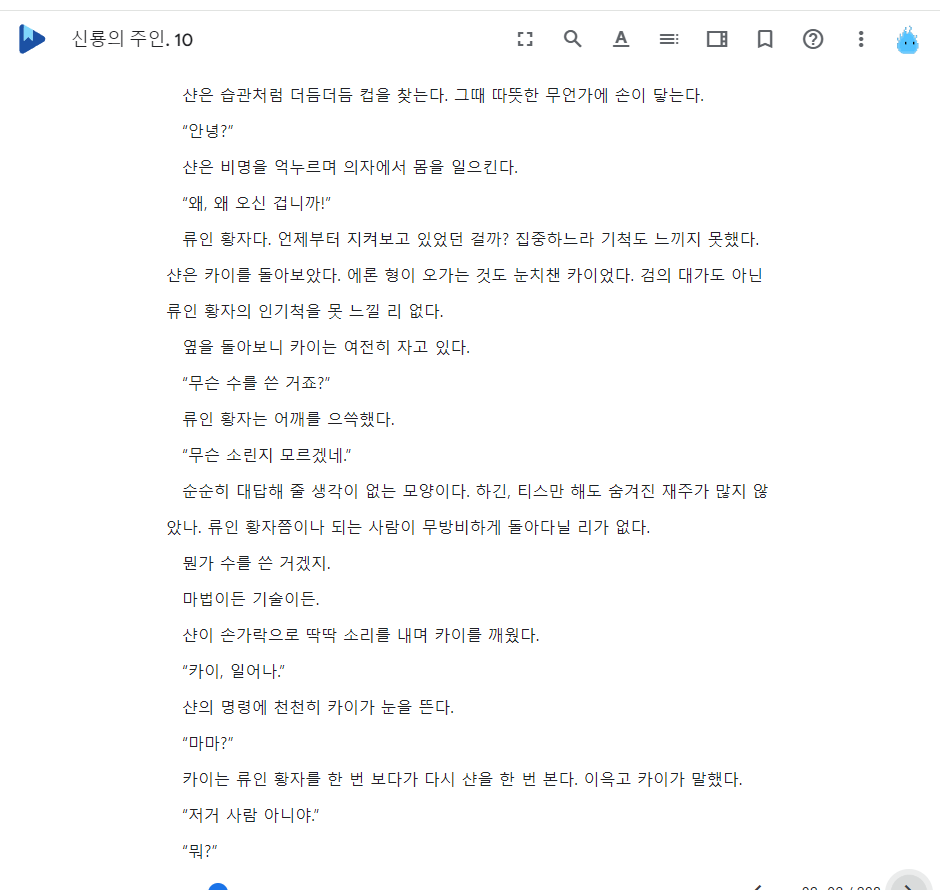 신룡의 주인. 10
샨은 습관처럼 더듬더듬 컵을 찾는다. 그때 따뜻한 무언가에 손이 닿는다.
“안녕?”
샨은 비명을 억누르며 의자에서 몸을 일으킨다.
“왜, 왜 오신 겁니까!”
류인 황자다. 언제부터 지켜보고 있었던 걸까? 집중하느라 기척도 느끼지 못했다.
샨은 카이를 돌아보았다. 에론 형이 오가는 것도 눈치챈 카이었다. 검의 대가도 아닌
류인 황자의 인기척을 못 느낄 리 없다.
옆을 돌아보니 카이는 여전히 자고 있다.
“무슨 수를 쓴 거죠?”
류인 황자는 어깨를 으쓱했다.
“무슨 소린지 모르겠네.”
순순히 대답해 줄 생각이 없는 모양이다. 하긴, 티스만 해도 숨겨진 재주가 많지 않
았나. 류인 황자쯤이나 되는 사람이 무방비하게 돌아다닐 리가 없다.
뭔가 수를 쓴 거겠지.
마법이든 기술이든.
샨이 손가락으로 딱딱 소리를 내며 카이를 깨웠다.
“카이, 일어나.”
샨의 명령에 천천히 카이가 눈을 뜬다.
“마마?”
카이는 류인 황자를 한 번 보다가 다시 샨을 한 번 본다. 이윽고 카이가 말했다.
“저거 사람 아니야.”
“뭐?”